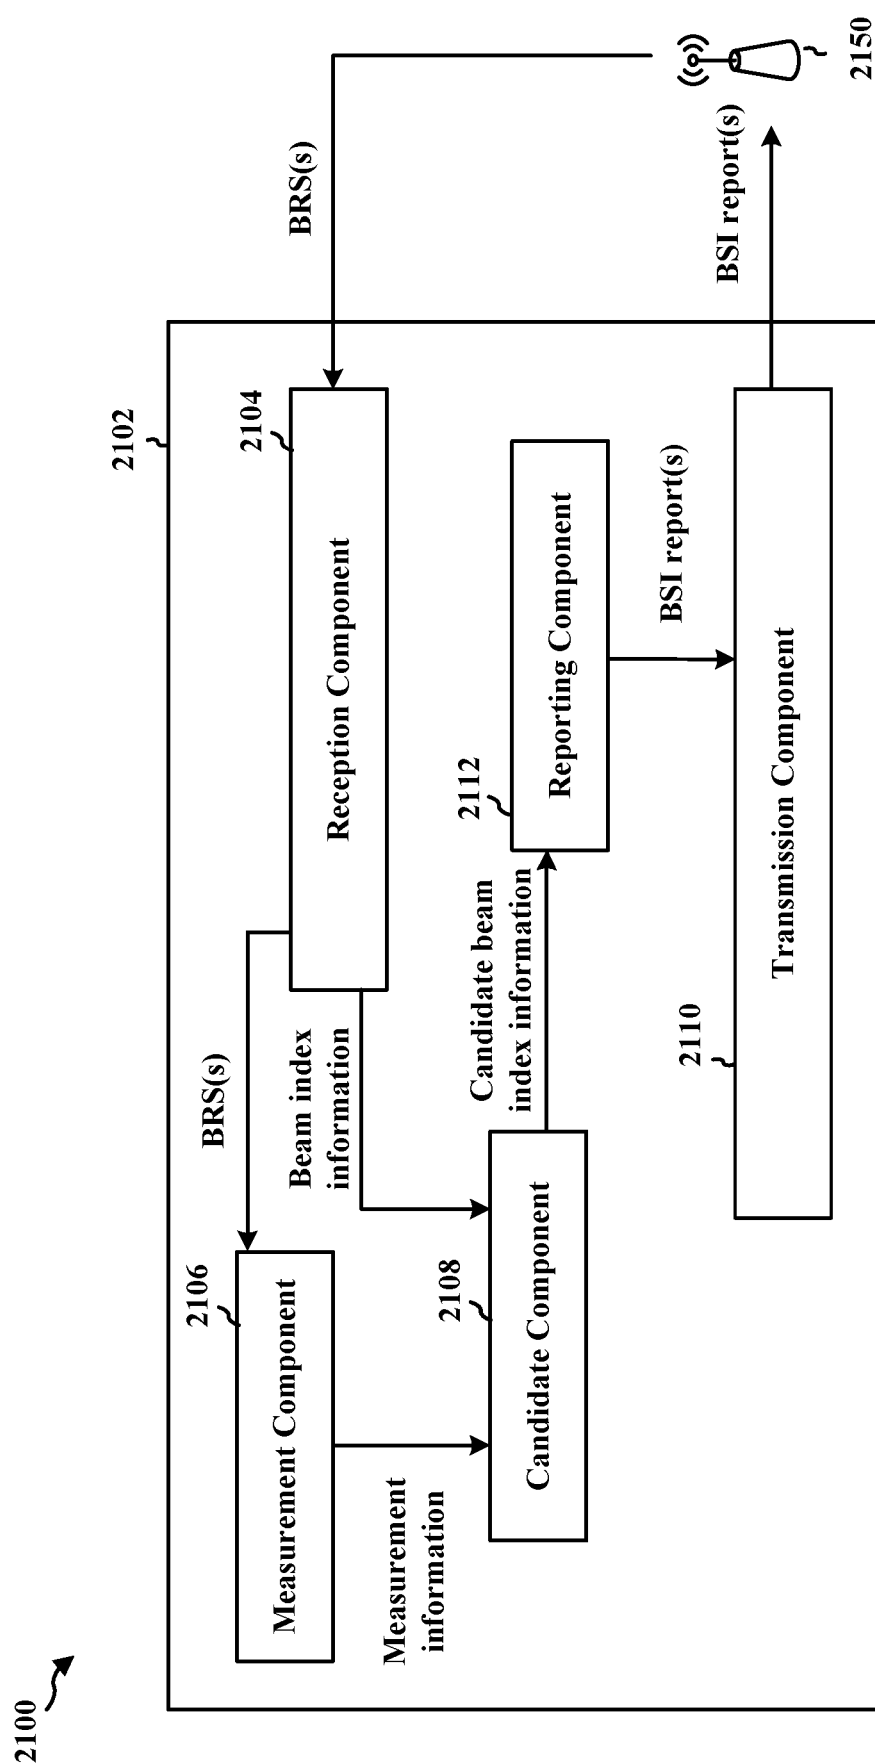 2100
2102
BRS(s)
2106
Measurement Component
BRS(s)
2104
Reception Component
Beam index
information
Measurement
information
2108
Candidate Component
Candidate beam
index information
2112
Reporting Component
BSI report(s)
2110
Transmission Component
BSI report(s)
2150